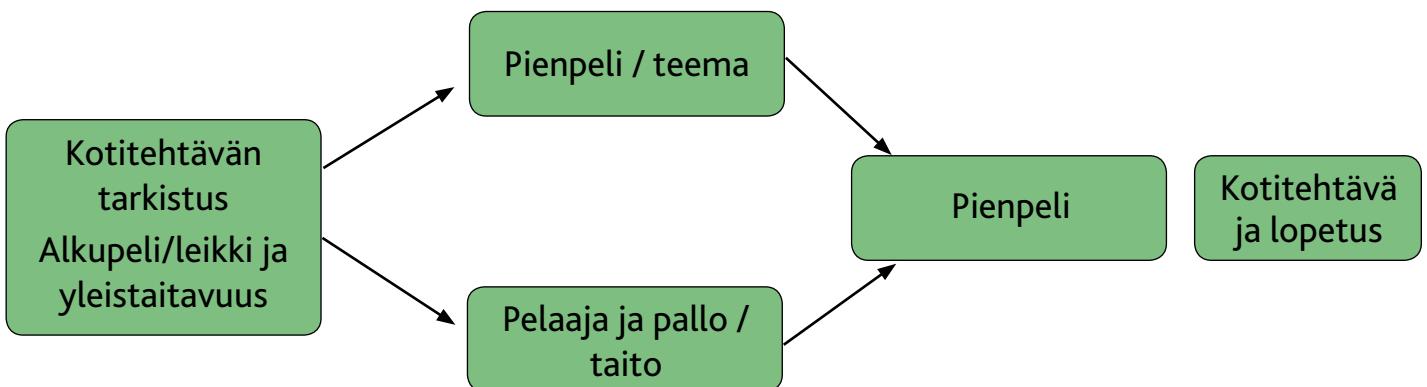 Kotitehtävän
tarkistus
Alkupeli/leikki ja
yleistaitavuus
Pienpeli / teema
Pelaaja ja pallo /
taito
Pienpeli
Kotitehtävä
ja lopetus